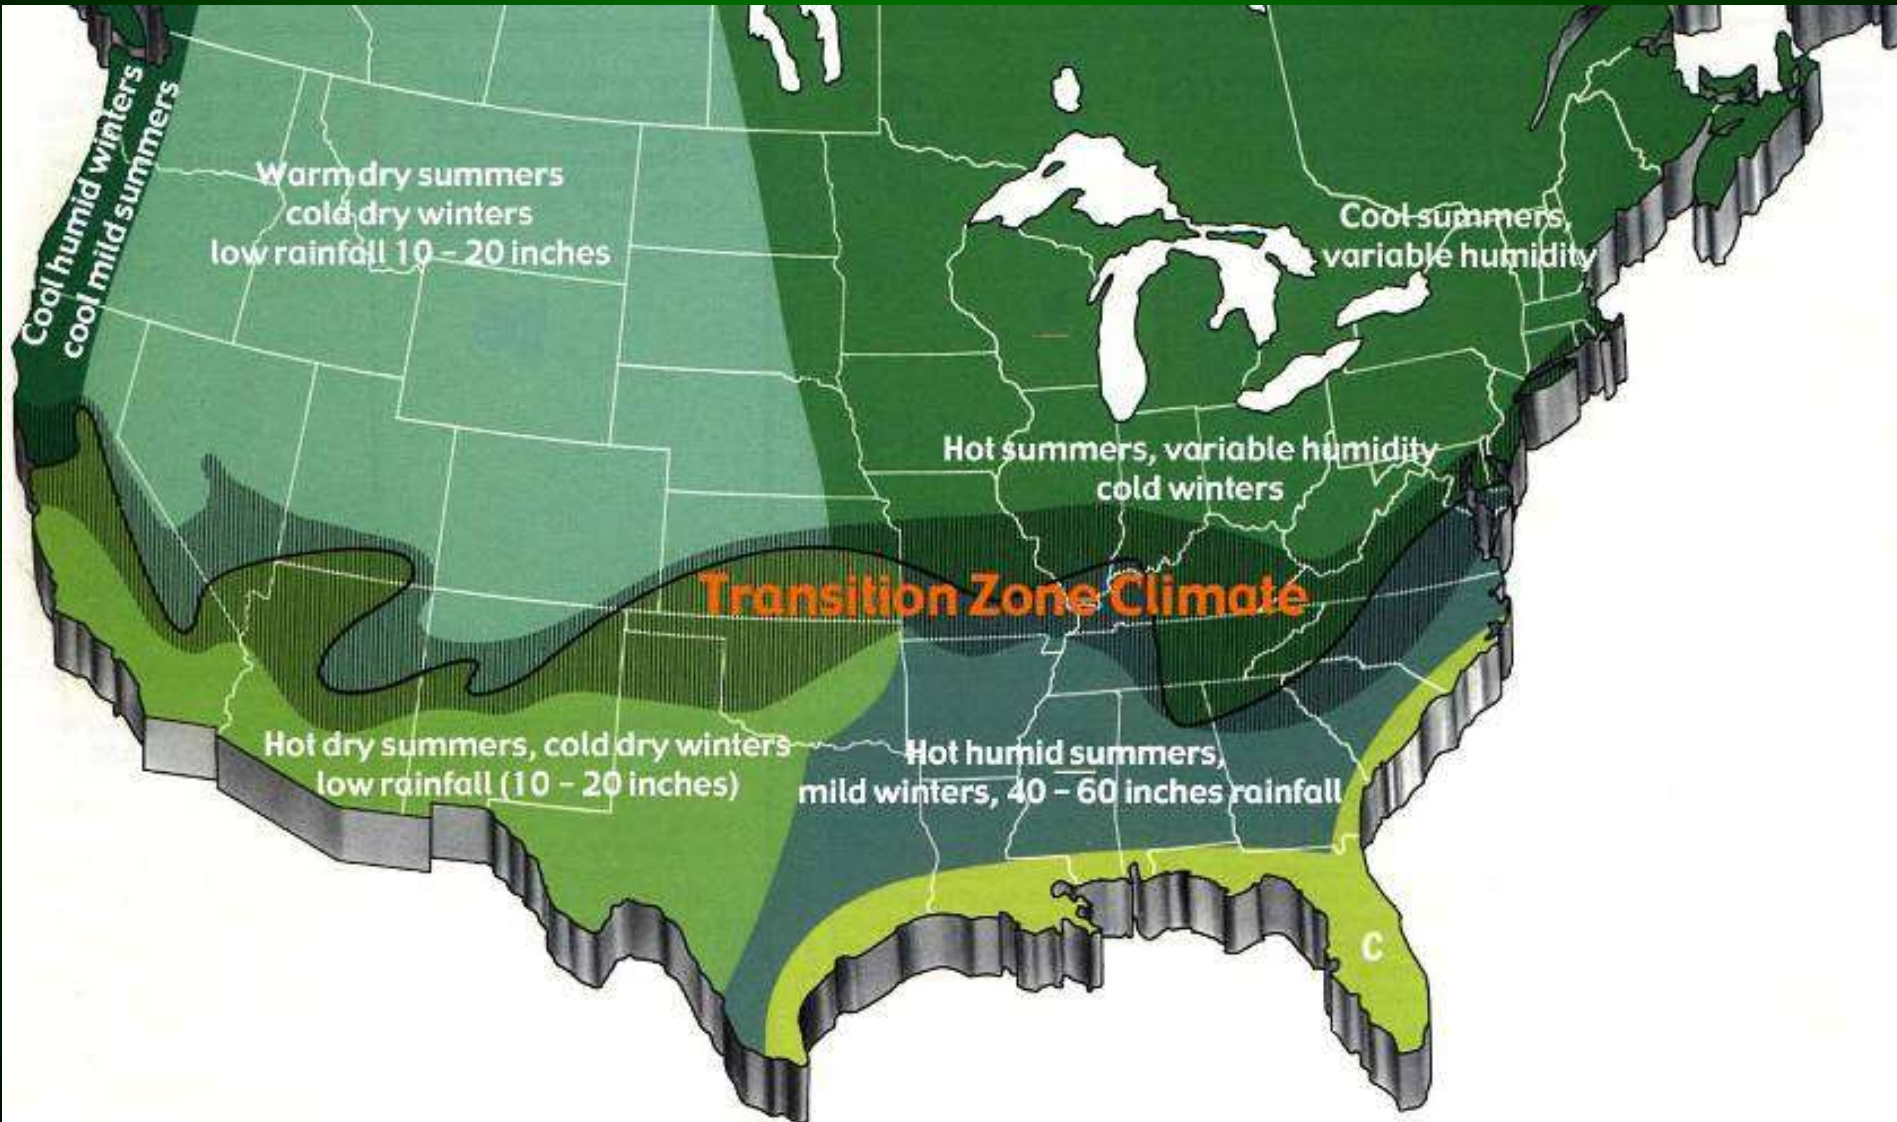 Cool humid winters
cool mild summers
Warm dry summers
cold dry winters
low rainfall 10 – 20 inches
Cool summers,
variable humidity
Hot summers, variable humidity
cold winters
Transition Zone Climate
Hot dry summers, cold dry winters
low rainfall (10 – 20 inches)
Hot humid summers,
mild winters, 40 – 60 inches rainfall
C